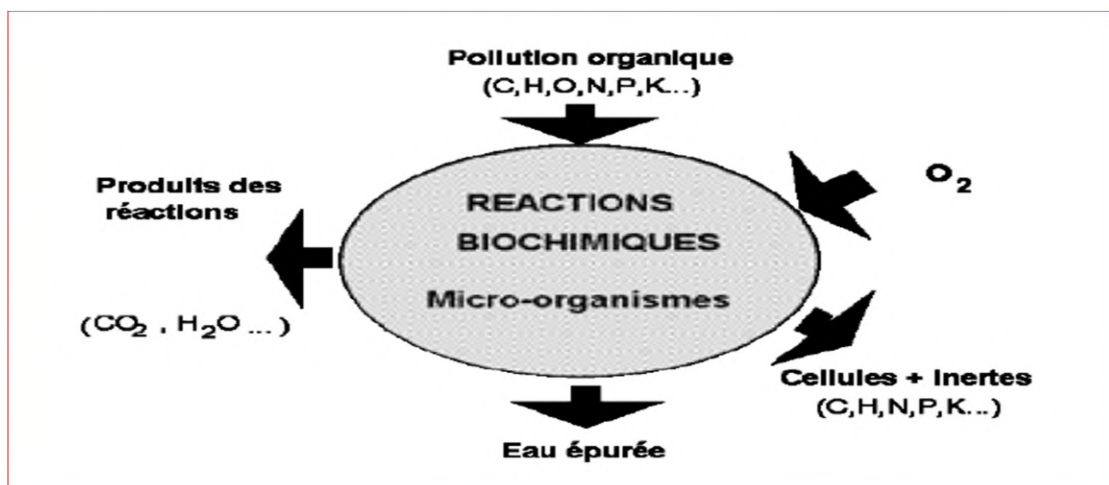 Pollution organique
(C,H,O,N,P,K...)
O2
Produits des
réactions
REACTIONS
BIOCHIMIQUES
Micro-organismes
(CO2 , H2O ... )
Cellules + Inertes
(C,H,N,P,K...)
Eau épurée